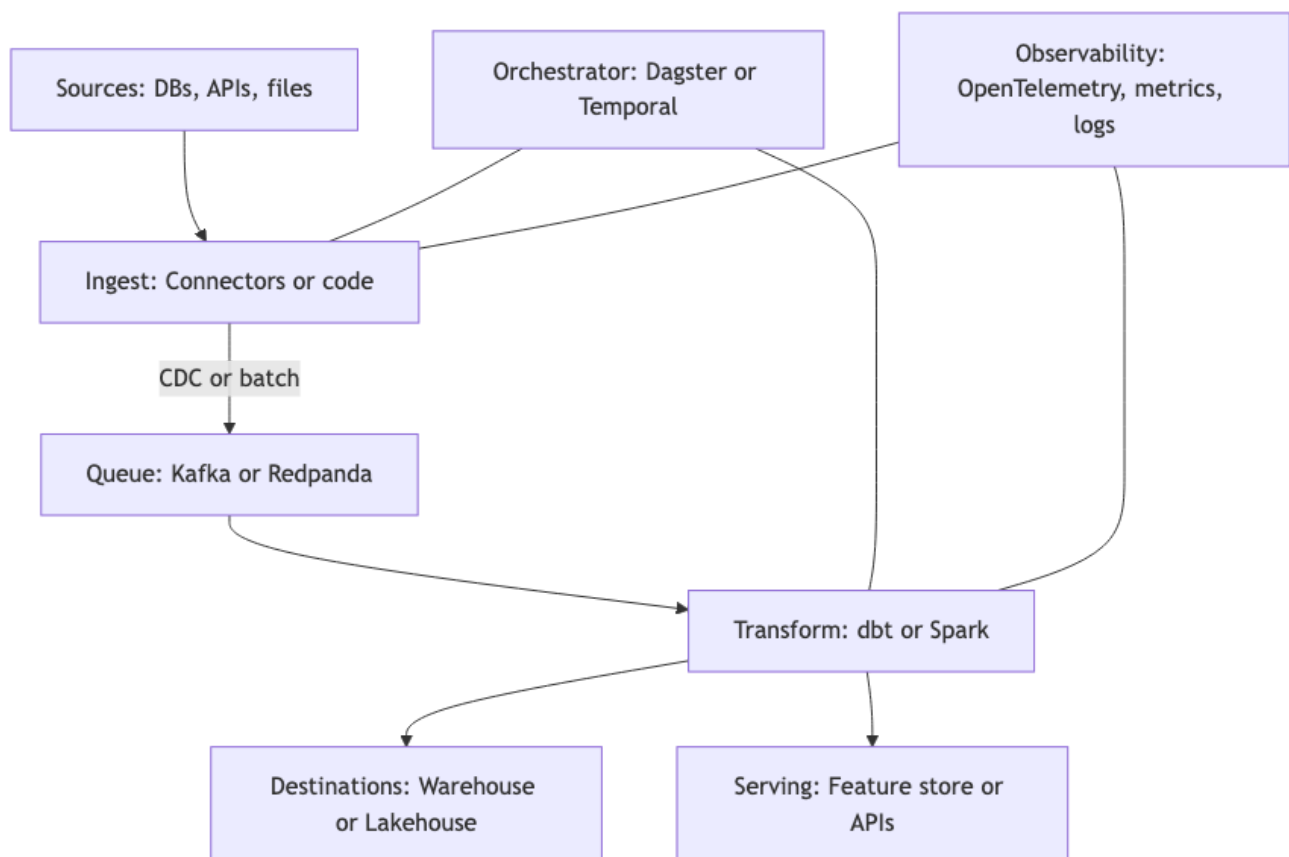 Sources: DBs, APIs, files
Orchestrator: Dagster or
Temporal
Observability:
OpenTelemetry, metrics,
logs
Ingest: Connectors or code
CDC or batch
Queue: Kafka or Redpanda
Transform: dbt or Spark
Destinations: Warehouse
or Lakehouse
Serving: Feature store or
APIs